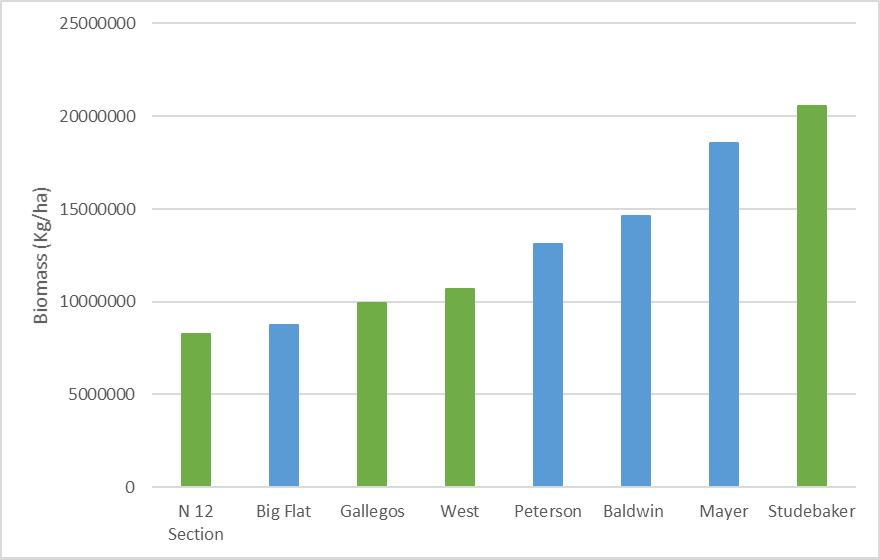 25000000
20000000
15000000
10000000
5000000
0
Biomass (Kg/ha)
N 12 Big Flat Gallegos West Peterson Baldwin Mayer Studebaker
Section